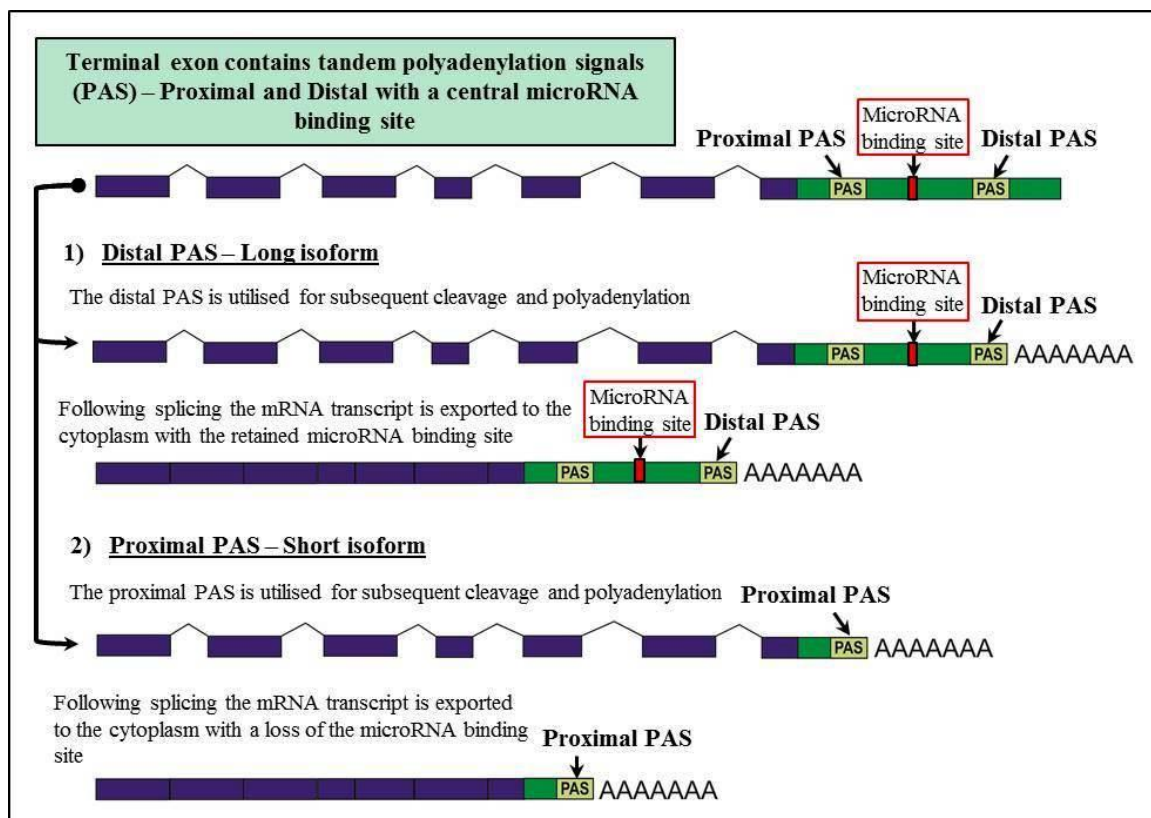 Terminal exon contains tandem polyadenylation signals
(PAS) – Proximal and Distal with a central microRNA
binding site
MicroRNA
binding site
Proximal PAS
Distal PAS
PAS
PAS
1) Distal PAS – Long isoform
The distal PAS is utilised for subsequent cleavage and polyadenylation
MicroRNA
binding site
Distal PAS
PAS
PAS
AAAAAAA
Following splicing the mRNA transcript is exported to the
cytoplasm with the retained microRNA binding site
MicroRNA
binding site
Distal PAS
PAS
PAS
AAAAAAA
2) Proximal PAS – Short isoform
The proximal PAS is utilised for subsequent cleavage and polyadenylation
Proximal PAS
PAS
AAAAAAA
Following splicing the mRNA transcript is exported
to the cytoplasm with a loss of the microRNA binding
site
Proximal PAS
PAS
AAAAAAA